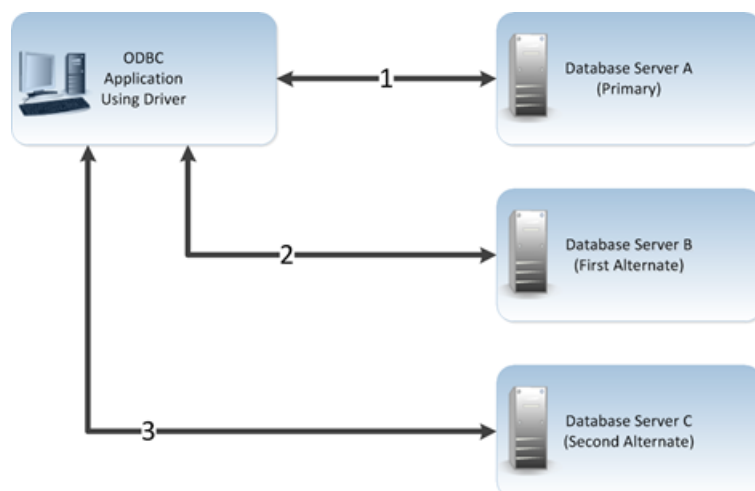 ODBC
Application
Using Driver
1
Database Server A
(Primary)
2
Database Server B
(First Alternate)
3
Database Server C
(Second Alternate)